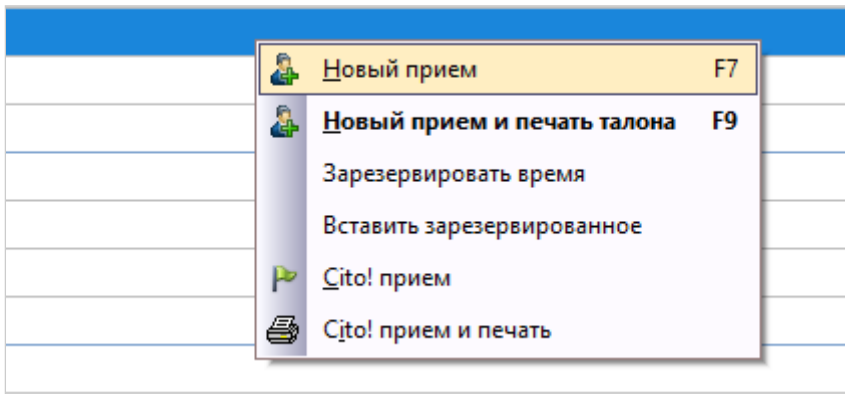 Новый прием F7
Новый прием и печать талона F9
Зарезервировать время
Вставить зарезервированное
Cito! прием
Cito! прием и печать